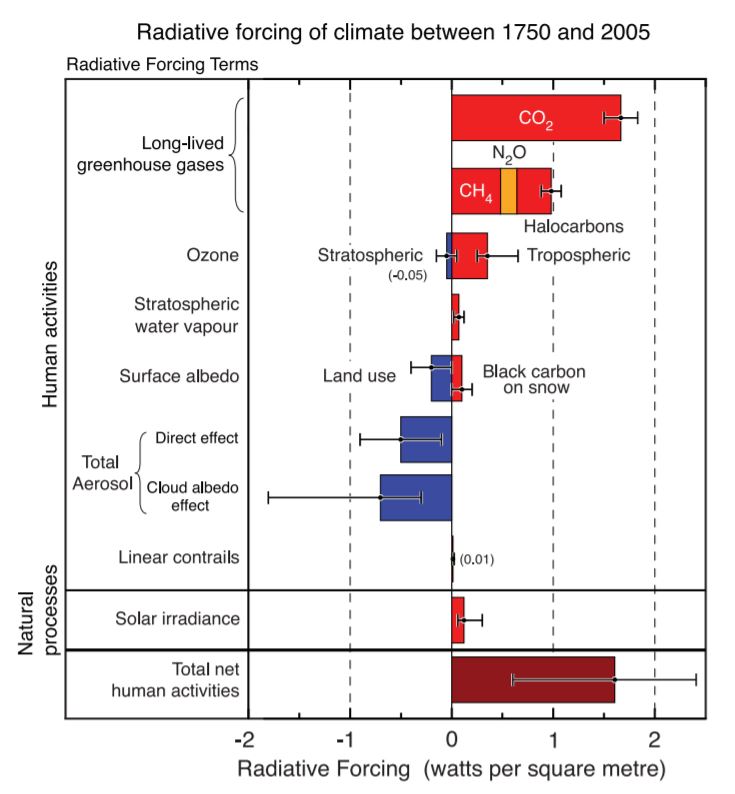 Radiative forcing of climate between 1750 and 2005
Radiative Forcing Terms
Human activities
Long-lived
greenhouse gases
CO2
N2O
CH4
Halocarbons
Ozone
Stratospheric
(-0.05)
Tropospheric
Stratospheric
water vapour
Surface albedo
Land use
Black carbon
on snow
Total
Aerosol
Direct effect
Cloud albedo
effect
Linear contrails
(0.01)
Natural
processes
Solar irradiance
Total net
human activities
-2 -1 0 1 2
Radiative Forcing (watts per square metre)